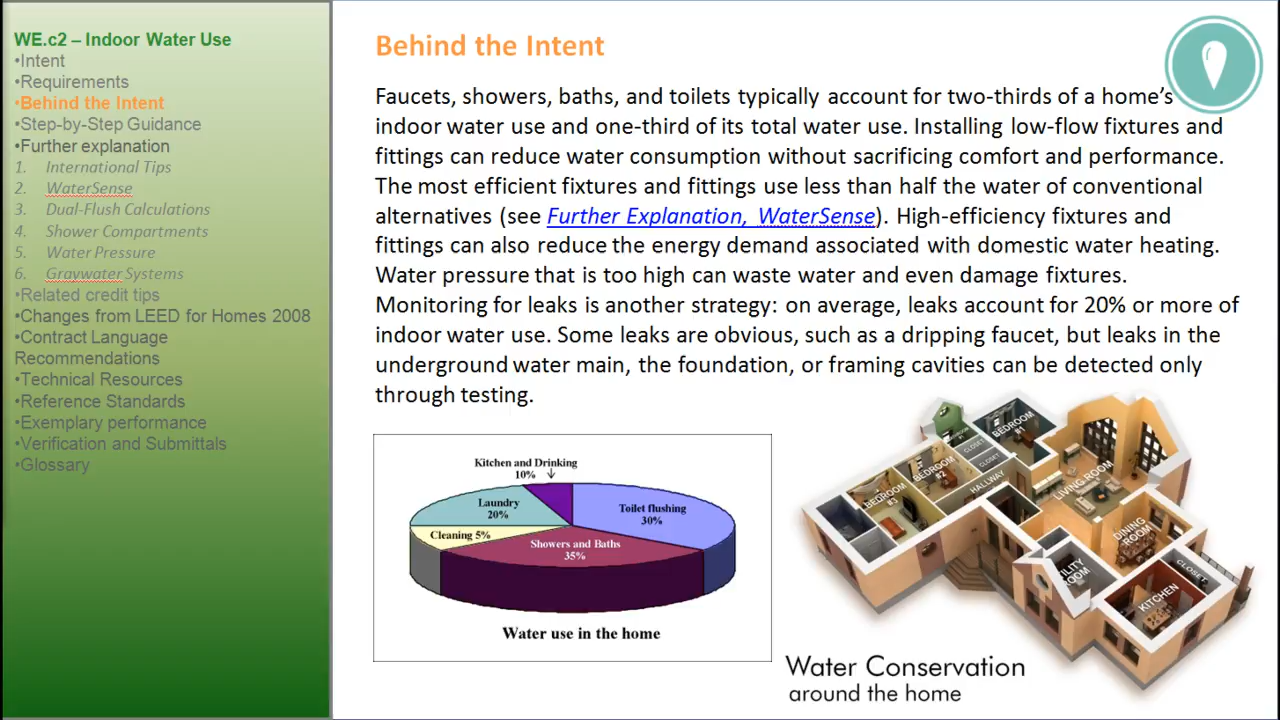 WE.c2 – Indoor Water Use
•Intent
•Requirements
•Behind the Intent
•Step-by-Step Guidance
•Further explanation
1. International Tips
2. WaterSense
3. Dual-Flush Calculations
4. Shower Compartments
5. Water Pressure
6. Graywater Systems
•Related credit tips
•Changes from LEED for Homes 2008
•Contract Language
Recommendations
•Technical Resources
•Reference Standards
•Exemplary performance
•Verification and Submittals
•Glossary
Behind the Intent
Faucets, showers, baths, and toilets typically account for two-thirds of a home's
indoor water use and one-third of its total water use. Installing low-flow fixtures and
fittings can reduce water consumption without sacrificing comfort and performance.
The most efficient fixtures and fittings use less than half the water of conventional
alternatives (see Further Explanation, WaterSense). High-efficiency fixtures and
fittings can also reduce the energy demand associated with domestic water heating.
Water pressure that is too high can waste water and even damage fixtures.
Monitoring for leaks is another strategy: on average, leaks account for 20% or more of
indoor water use. Some leaks are obvious, such as a dripping faucet, but leaks in the
underground water main, the foundation, or framing cavities can be detected only
through testing.
Kitchen and Drinking
10%
Laundry
20%
Toilet flushing
30%
Cleaning 5%
Showers and Baths
35%
Water use in the home
BEDROOM
#1
CLOSET
CLOSET
BEDROOM
#2
HALLWAY
BEDROOM
#3
LIVING ROOM
DINING
ROOM
UTILITY
ROOM
CLOSET
KITCHEN
Water Conservation
around the home